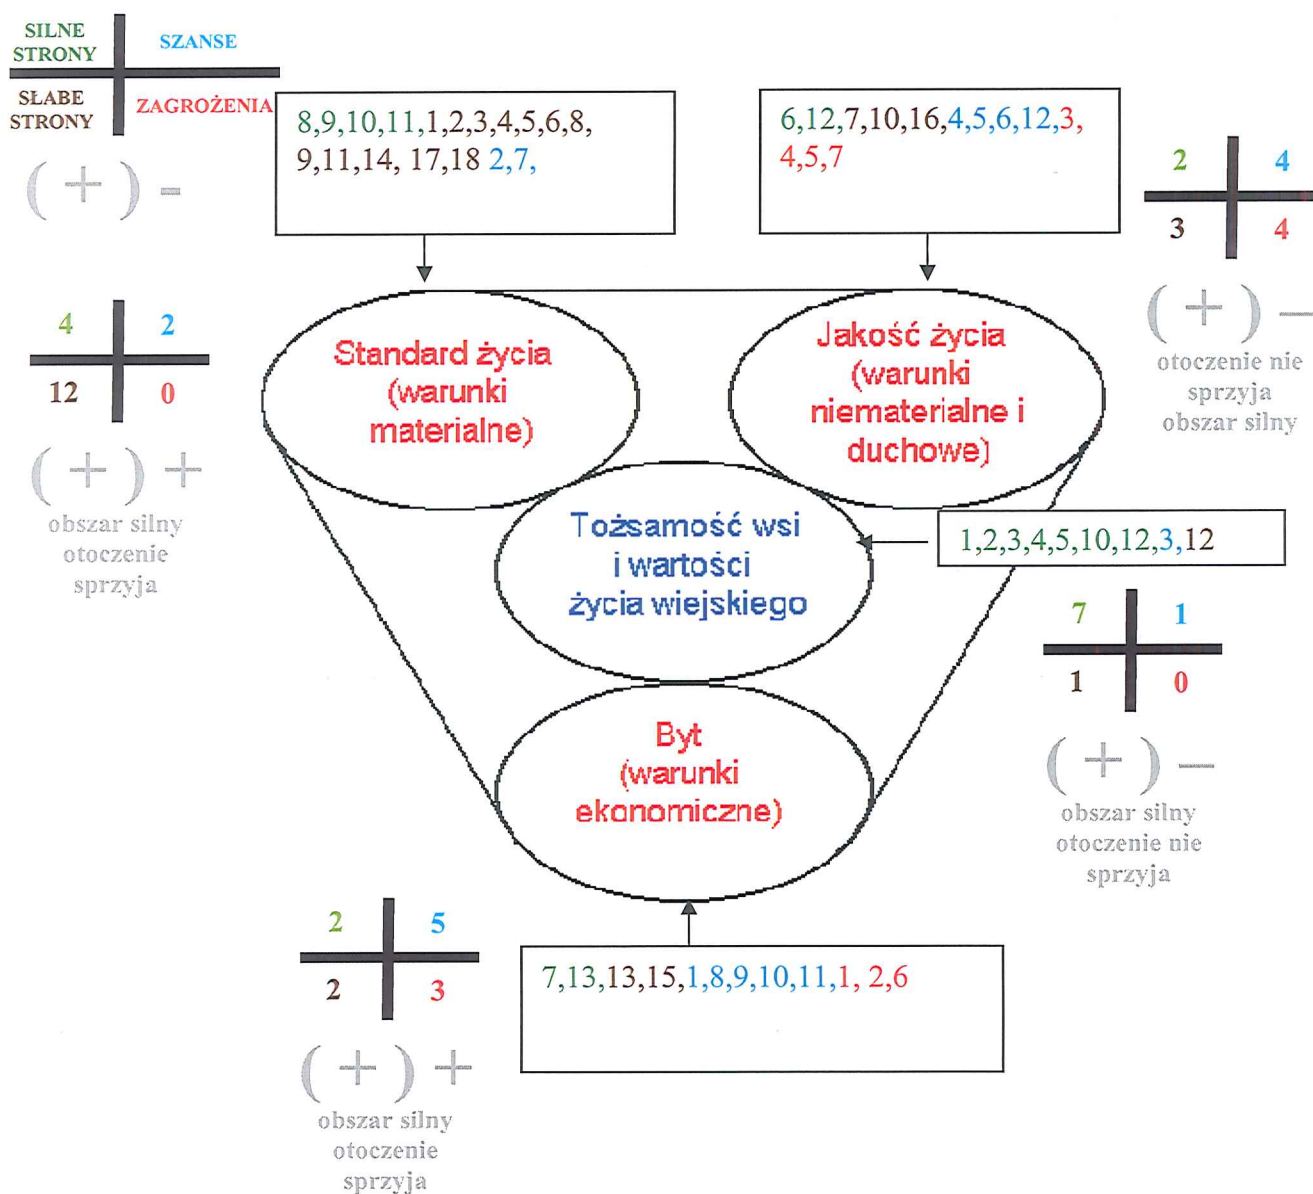 SILNE
STRONY
SZANSE
SŁABE
STRONY
ZAGROŻENIA
( + ) -
8,9,10,11,1,2,3,4,5,6,8,
9,11,14, 17,18 2,7,
6,12,7,10,16,4,5,6,12,3,
4,5,7
2
4
3
4
( + ) –
otoczenie nie
sprzyja
obszar silny
4
2
12
0
( + ) +
obszar silny
otoczenie
sprzyja
Standard życia
(warunki
materialne)
Jakość życia
(warunki
niematerialne i
duchowe)
Tożsamość wsi
i wartości
życia wiejskiego
1,2,3,4,5,10,12,3,12
7
1
1
0
( + ) –
obszar silny
otoczenie nie
sprzyja
Byt
(warunki
ekonomiczne)
2
5
2
3
( + ) +
obszar silny
otoczenie
sprzyja
7,13,13,15,1,8,9,10,11,1, 2,6